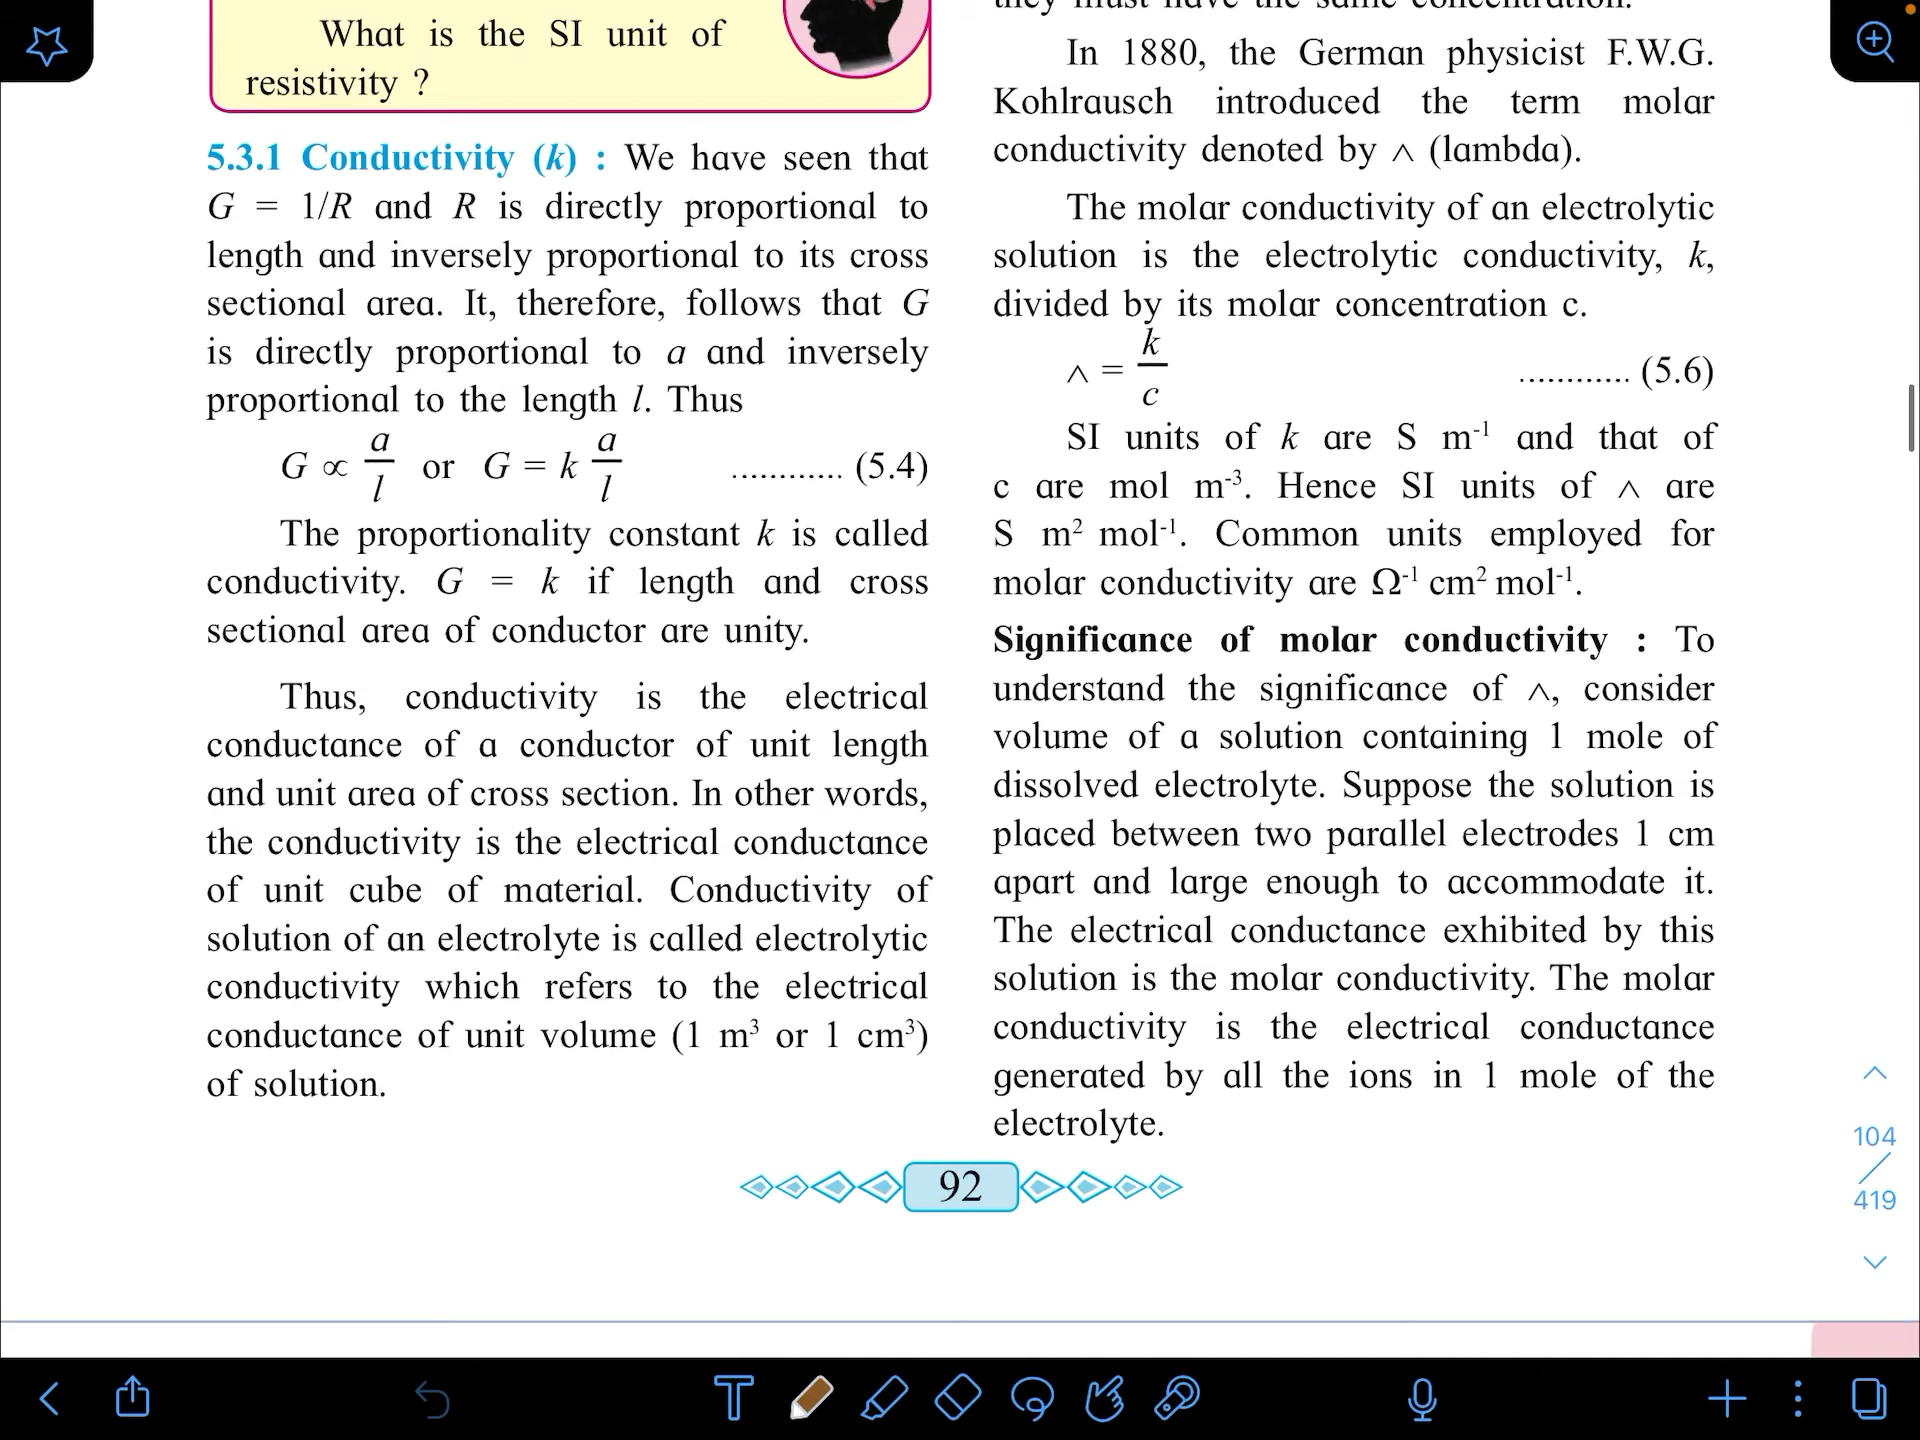 What is the SI unit of
resistivity ?
5.3.1 Conductivity (k) : We have seen that
G = 1/R and R is directly proportional to
length and inversely proportional to its cross
sectional area. It, therefore, follows that G
is directly proportional to a and inversely
proportional to the length l. Thus
G ∝ a/l or G = k a/l ............ (5.4)
The proportionality constant k is called
conductivity. G = k if length and cross
sectional area of conductor are unity.
Thus, conductivity is the electrical
conductance of a conductor of unit length
and unit area of cross section. In other words,
the conductivity is the electrical conductance
of unit cube of material. Conductivity of
solution of an electrolyte is called electrolytic
conductivity which refers to the electrical
conductance of unit volume (1 m³ or 1 cm³)
of solution.
they must have the same concentration.
In 1880, the German physicist F.W.G.
Kohlrausch introduced the term molar
conductivity denoted by ∧ (lambda).
The molar conductivity of an electrolytic
solution is the electrolytic conductivity, k,
divided by its molar concentration c.
∧ = k/c ............ (5.6)
SI units of k are S m⁻¹ and that of
c are mol m⁻³. Hence SI units of ∧ are
S m² mol⁻¹. Common units employed for
molar conductivity are Ω⁻¹ cm² mol⁻¹.
Significance of molar conductivity : To
understand the significance of ∧, consider
volume of a solution containing 1 mole of
dissolved electrolyte. Suppose the solution is
placed between two parallel electrodes 1 cm
apart and large enough to accommodate it.
The electrical conductance exhibited by this
solution is the molar conductivity. The molar
conductivity is the electrical conductance
generated by all the ions in 1 mole of the
electrolyte.
92
104
419